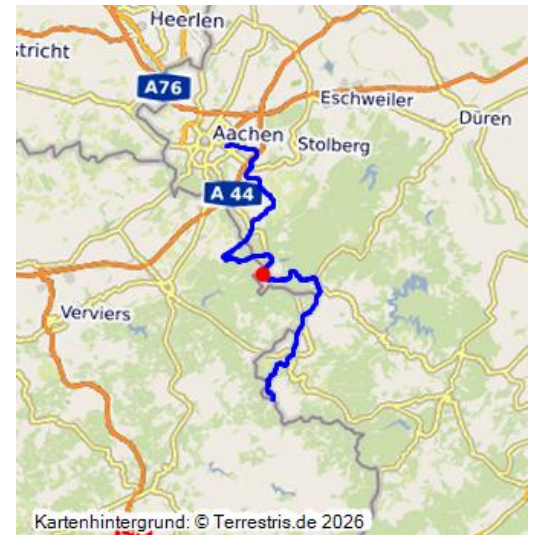 Heerlen
stricht
A76
Eschweiler
Düren
Aachen
Stolberg
A 44
Verviers
Kartenhintergrund: © Terrestris.de 2026